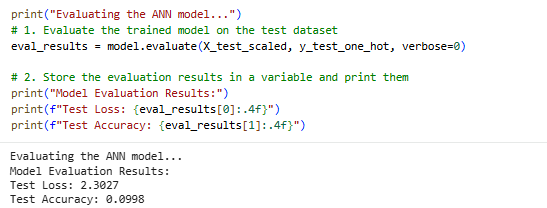 print("Evaluating the ANN model...")
# 1. Evaluate the trained model on the test dataset
eval_results = model.evaluate(X_test_scaled, y_test_one_hot, verbose=0)
# 2. Store the evaluation results in a variable and print them
print("Model Evaluation Results:")
print(f"Test Loss: {eval_results[0]:.4f}")
print(f"Test Accuracy: {eval_results[1]:.4f}")
Evaluating the ANN model...
Model Evaluation Results:
Test Loss: 2.3027
Test Accuracy: 0.0998